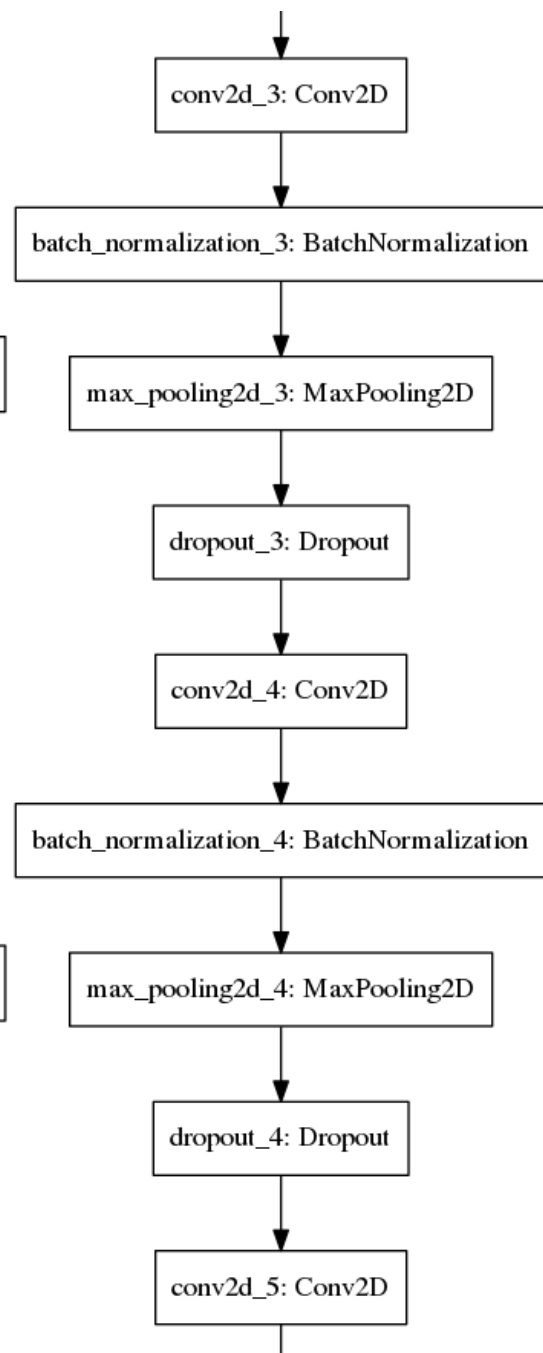 conv2d_3: Conv2D
batch_normalization_3: BatchNormalization
max_pooling2d_3: MaxPooling2D
dropout_3: Dropout
conv2d_4: Conv2D
batch_normalization_4: BatchNormalization
max_pooling2d_4: MaxPooling2D
dropout_4: Dropout
conv2d_5: Conv2D